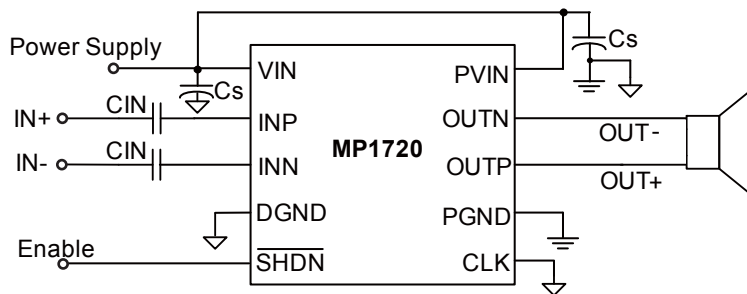 Power Supply
Cs
Cs
VIN
PVIN
IN+
CIN
INP
OUTN
OUT-
MP1720
IN-
CIN
INN
OUTP
OUT+
DGND
PGND
Enable
SHDN
CLK